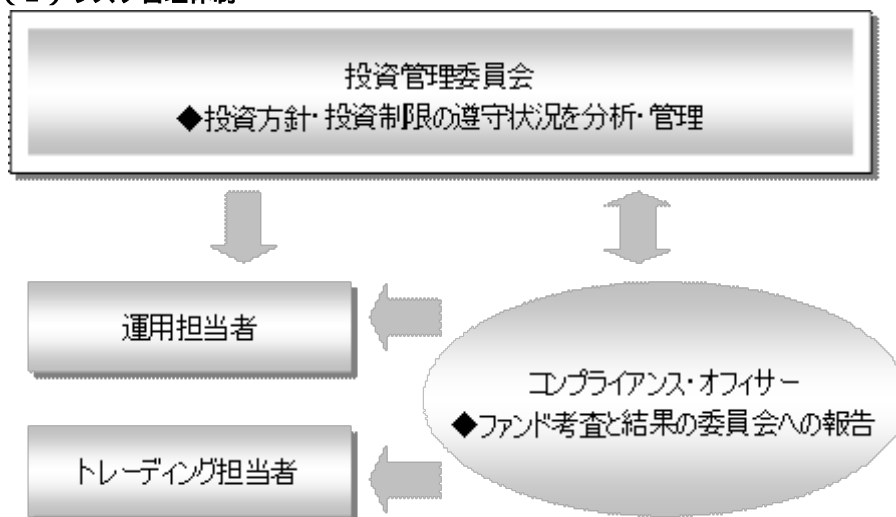 投資管理委員会
◆投資方針・投資制限の遵守状況を分析・管理
運用担当者
コンプライアンス・オフィサー
◆ファンド考査と結果の委員会への報告
トレーディング担当者